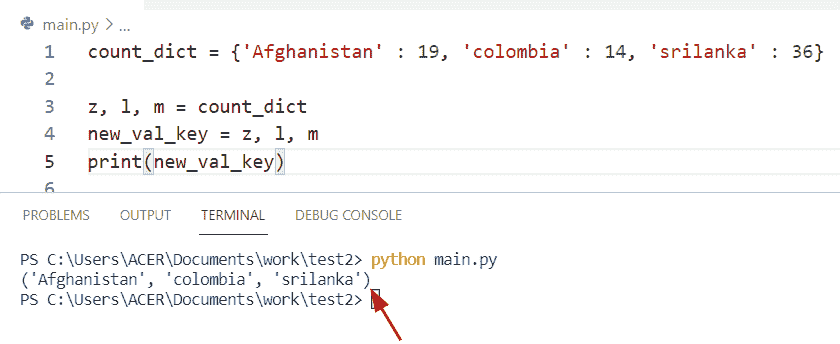 main.py > ...
1 count_dict = {'Afghanistan' : 19, 'colombia' : 14, 'srilanka' : 36}
2
3 z, l, m = count_dict
4 new_val_key = z, l, m
5 print(new_val_key)
6
PROBLEMS OUTPUT TERMINAL DEBUG CONSOLE
PS C:\Users\ACER\Documents\work\test2> python main.py
('Afghanistan', 'colombia', 'srilanka')
PS C:\Users\ACER\Documents\work\test2>